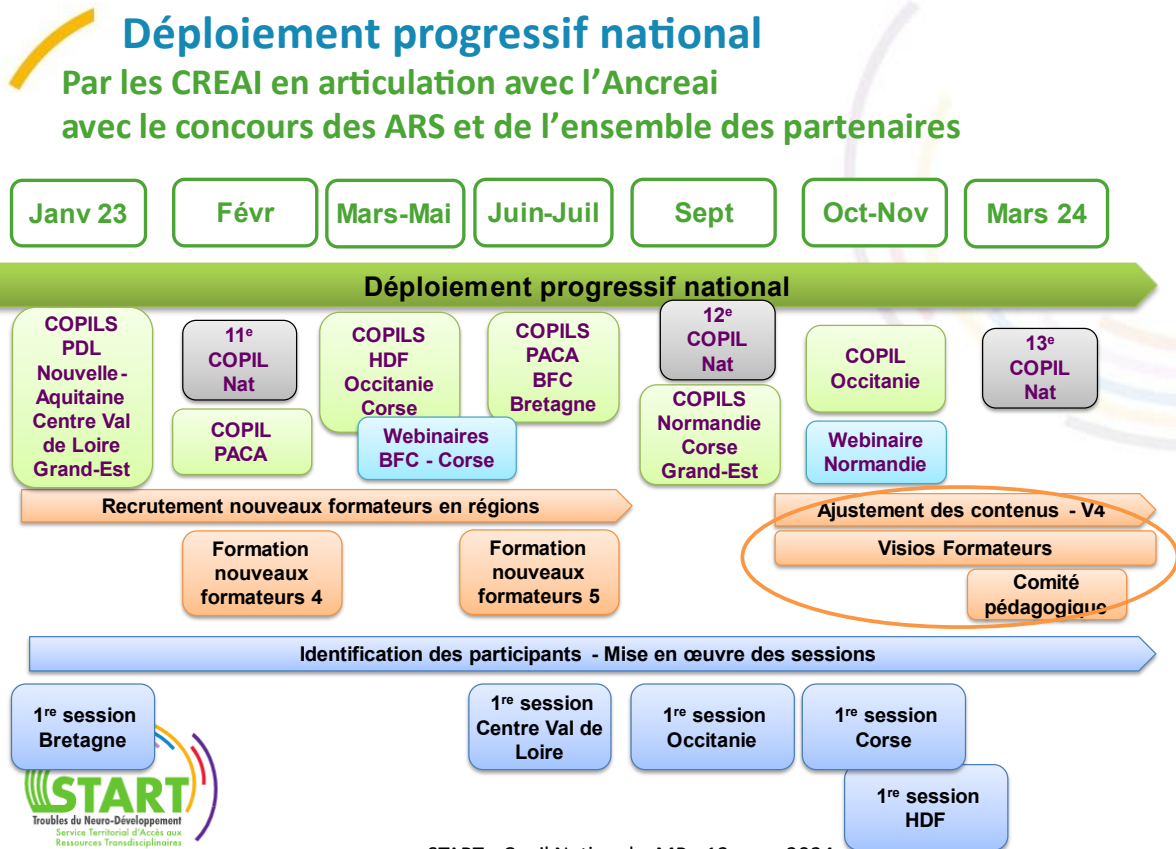 Déploiement progressif national
Par les CREAI en articulation avec l'Ancreai
avec le concours des ARS et de l'ensemble des partenaires
Janv 23
Févr
Mars-Mai
Juin-Juil
Sept
Oct-Nov
Mars 24
Déploiement progressif national
COPILS
PDL
Nouvelle-
Aquitaine
Centre Val
de Loire
Grand-Est
11e
COPIL
Nat
COPIL
PACA
COPILS
HDF
Occitanie
Corse
Webinaires
BFC - Corse
COPILS
PACA
BFC
Bretagne
12e
COPIL
Nat
COPILS
Normandie
Corse
Grand-Est
COPIL
Occitanie
Webinaire
Normandie
13e
COPIL
Nat
Recrutement nouveaux formateurs en régions
Ajustement des contenus - V4
Visios Formateurs
Formation
nouveaux
formateurs 4
Formation
nouveaux
formateurs 5
Comité
pédagogique
Identification des participants - Mise en œuvre des sessions
1re session
Bretagne
1re session
Centre Val de
Loire
1re session
Occitanie
1re session
Corse
1re session
HDF
START
Troubles du Neuro-Développement
Service Territorial d'Accès aux
Ressources Transdisciplinaires